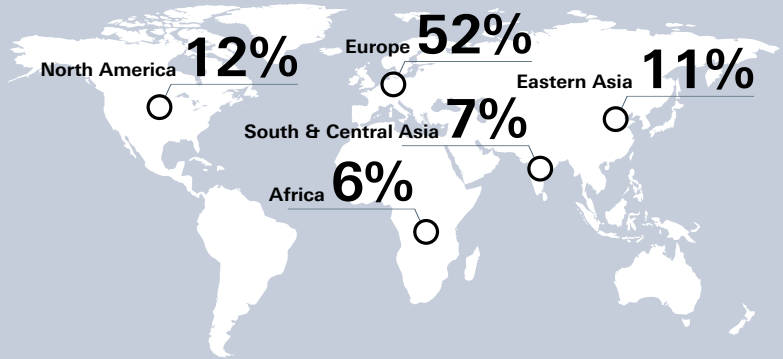 North America 12%
Europe 52%
Eastern Asia 11%
South & Central Asia 7%
Africa 6%